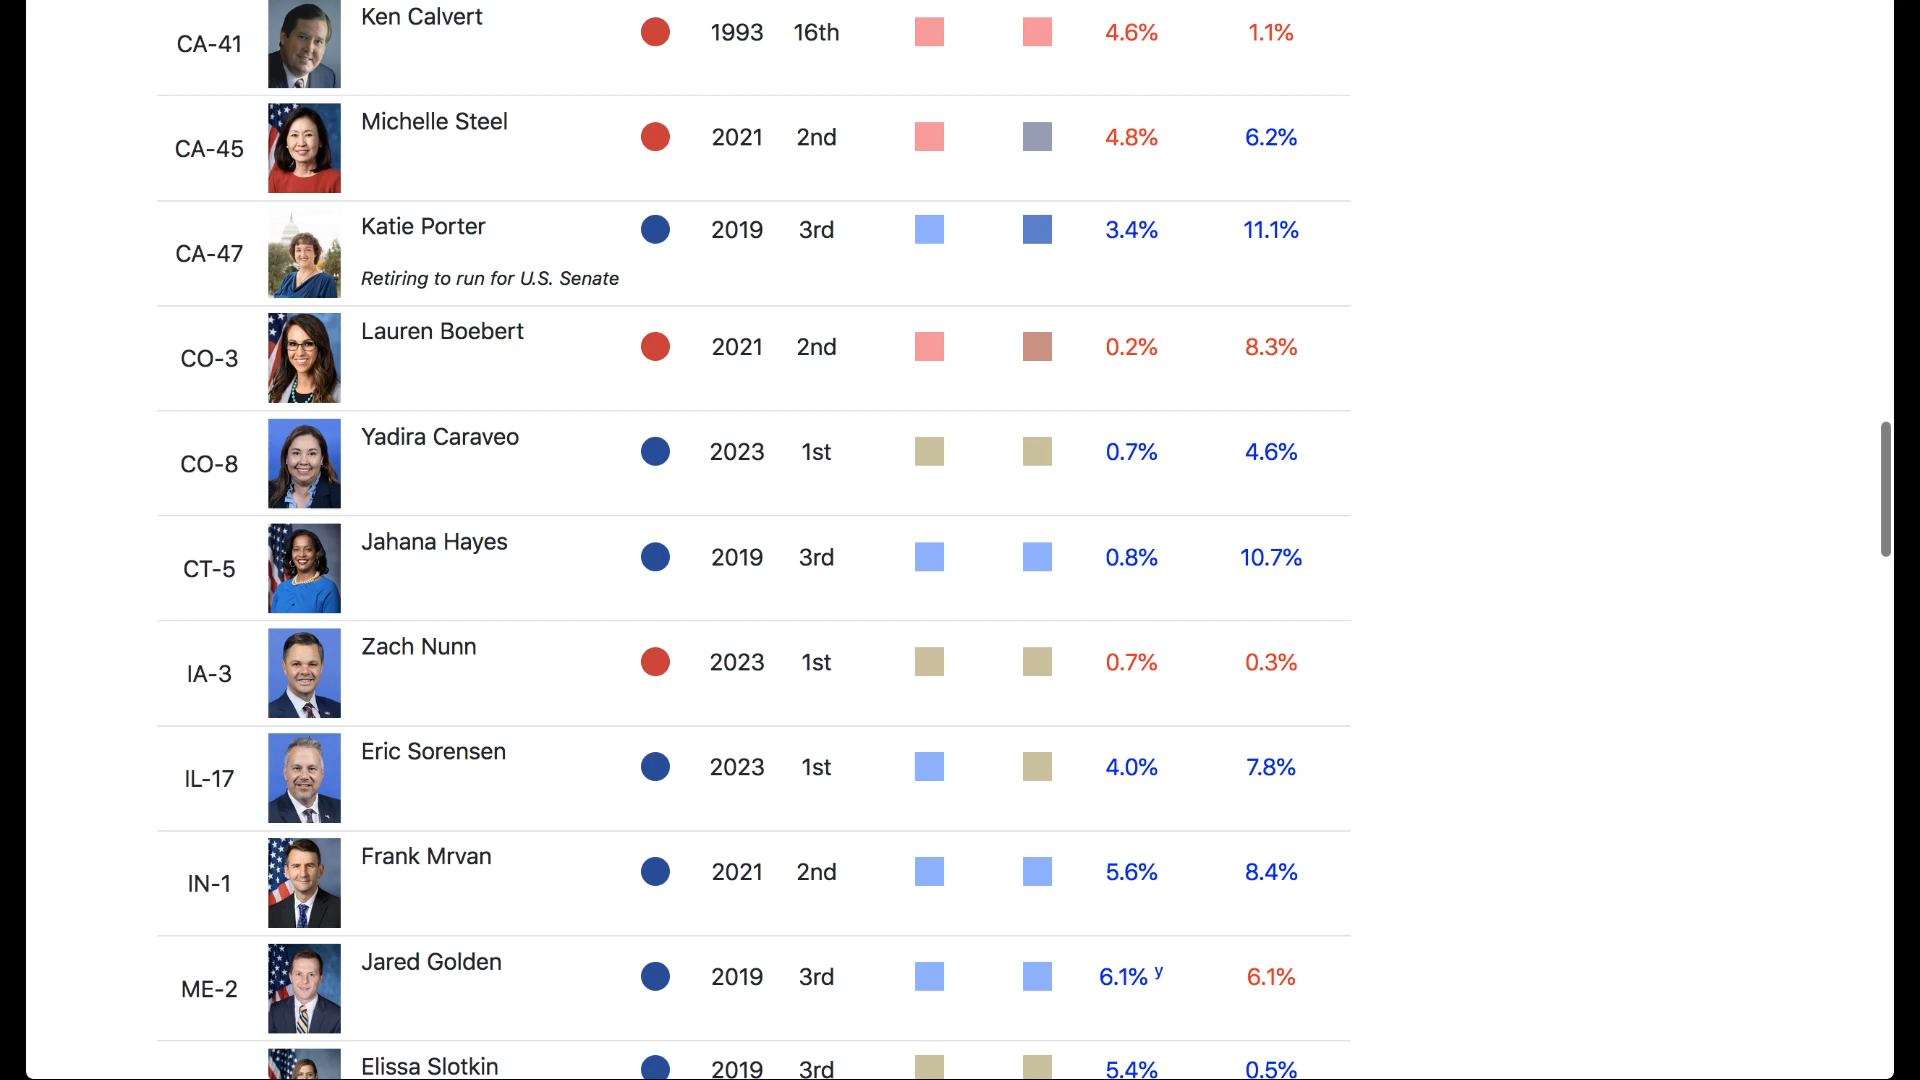 CA-41 Ken Calvert 1993 16th 4.6% 1.1%
CA-45 Michelle Steel 2021 2nd 4.8% 6.2%
CA-47 Katie Porter 2019 3rd 3.4% 11.1%
Retiring to run for U.S. Senate
CO-3 Lauren Boebert 2021 2nd 0.2% 8.3%
CO-8 Yadira Caraveo 2023 1st 0.7% 4.6%
CT-5 Jahana Hayes 2019 3rd 0.8% 10.7%
IA-3 Zach Nunn 2023 1st 0.7% 0.3%
IL-17 Eric Sorensen 2023 1st 4.0% 7.8%
IN-1 Frank Mrvan 2021 2nd 5.6% 8.4%
ME-2 Jared Golden 2019 3rd 6.1% y 6.1%
Elissa Slotkin 2019 3rd 5.4% 0.5%